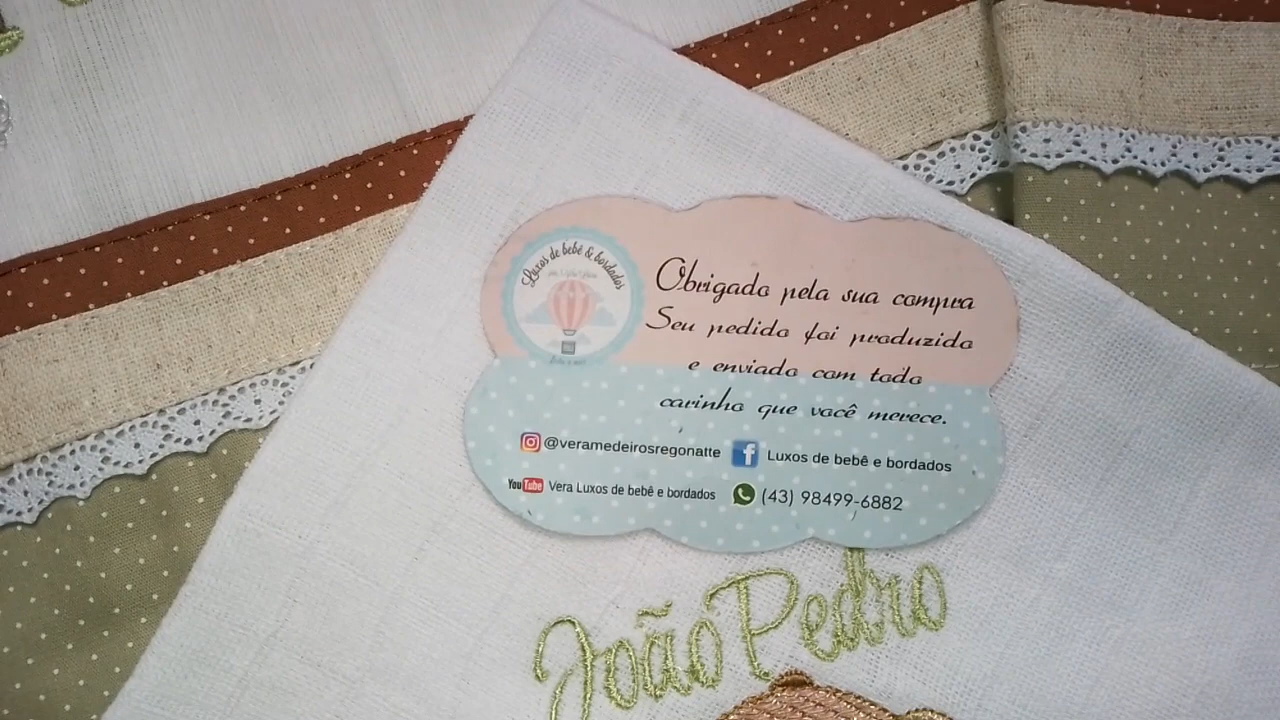 Luxos de bebê & bordados
Obrigado pela sua compra
Seu pedido foi produzido
e enviado com todo
carinho que você merece.
@veramedeirosregonatte
Luxos de bebê e bordados
YouTube Vera Luxos de bebê e bordados
(43) 98499-6882
João Pedro